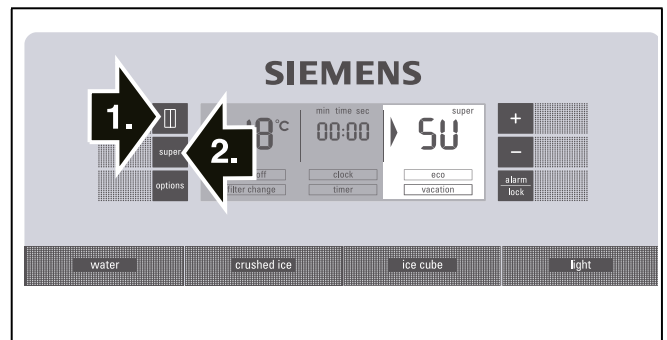 SIEMENS
1.
2.
super
options
18 °C
off
filter change
min time sec
00:00
clock
timer
super
SU
eco
vacation
+
−
alarm
lock
water
crushed ice
ice cube
light